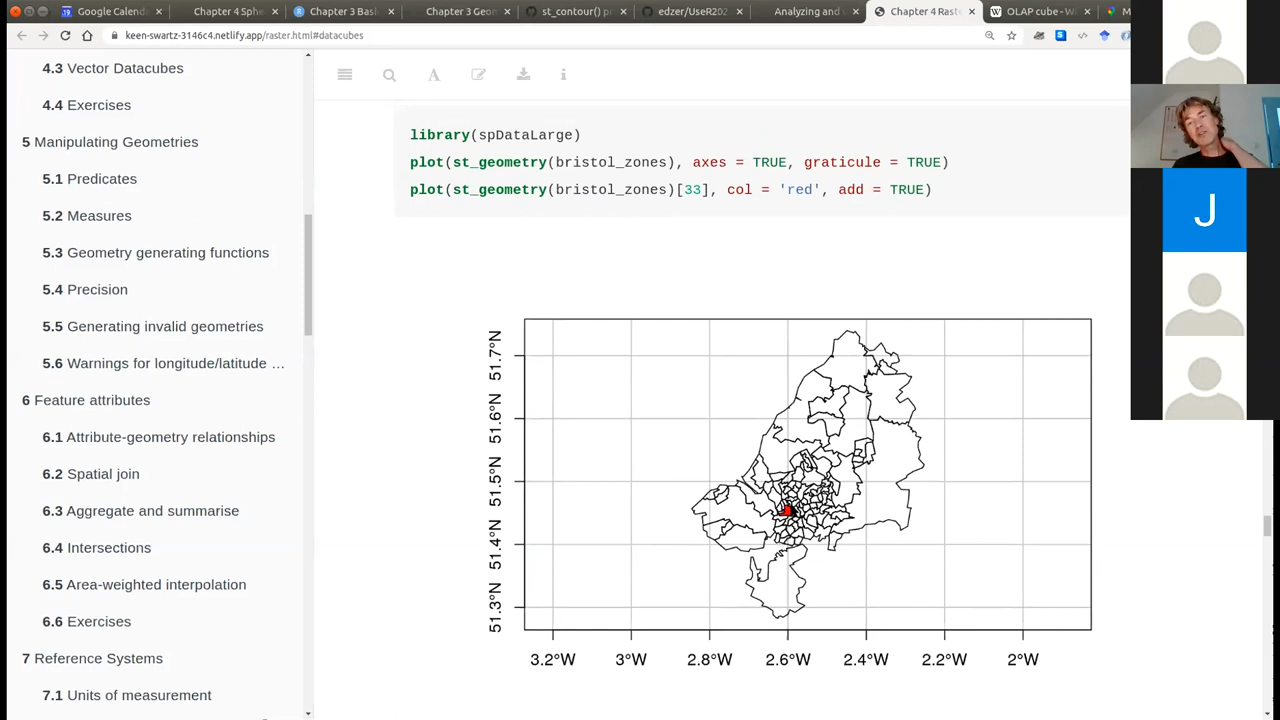 Google Calend
Chapter 4 Sphe
Chapter 3 Basi
Chapter 3 Geor
st_contour() p
edzer/UseR202
Analyzing and
Chapter 4 Rast
OLAP cube - W
M
keen-swartz-3146c4.netlify.app/raster.html#datacubes
4.3 Vector Datacubes
4.4 Exercises
5 Manipulating Geometries
5.1 Predicates
5.2 Measures
5.3 Geometry generating functions
5.4 Precision
5.5 Generating invalid geometries
5.6 Warnings for longitude/latitude …
6 Feature attributes
6.1 Attribute-geometry relationships
6.2 Spatial join
6.3 Aggregate and summarise
6.4 Intersections
6.5 Area-weighted interpolation
6.6 Exercises
7 Reference Systems
7.1 Units of measurement
library(spDataLarge)
plot(st_geometry(bristol_zones), axes = TRUE, graticule = TRUE)
plot(st_geometry(bristol_zones)[33], col = 'red', add = TRUE)
51.7°N
51.6°N
51.5°N
51.4°N
51.3°N
3.2°W 3°W 2.8°W 2.6°W 2.4°W 2.2°W 2°W
J